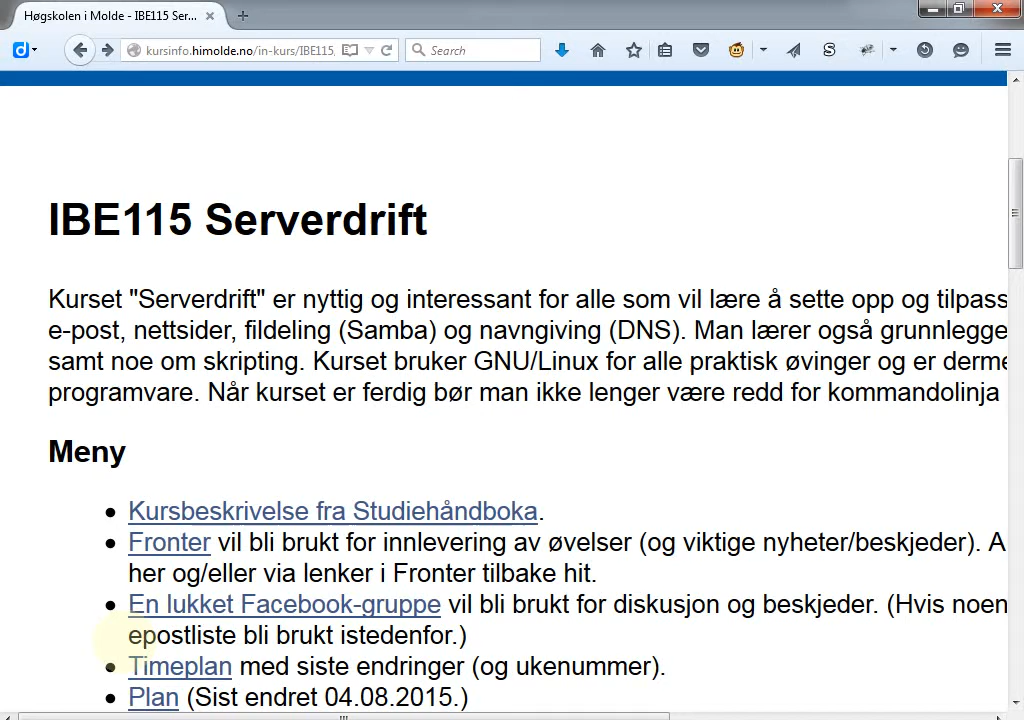 Høgskolen i Molde - IBE115 Ser...
kursinfo.himolde.no/in-kurs/IBE115
Search
IBE115 Serverdrift
Kurset "Serverdrift" er nyttig og interessant for alle som vil lære å sette opp og tilpass
e-post, nettsider, fildeling (Samba) og navngiving (DNS). Man lærer også grunnlegge
samt noe om skripting. Kurset bruker GNU/Linux for alle praktisk øvinger og er derme
programvare. Når kurset er ferdig bør man ikke lenger være redd for kommandolinja
Meny
Kursbeskrivelse fra Studiehåndboka.
Fronter vil bli brukt for innlevering av øvelser (og viktige nyheter/beskjeder). A
her og/eller via lenker i Fronter tilbake hit.
En lukket Facebook-gruppe vil bli brukt for diskusjon og beskjeder. (Hvis noen
epostliste bli brukt istedenfor.)
Timeplan med siste endringer (og ukenummer).
Plan (Sist endret 04.08.2015.)